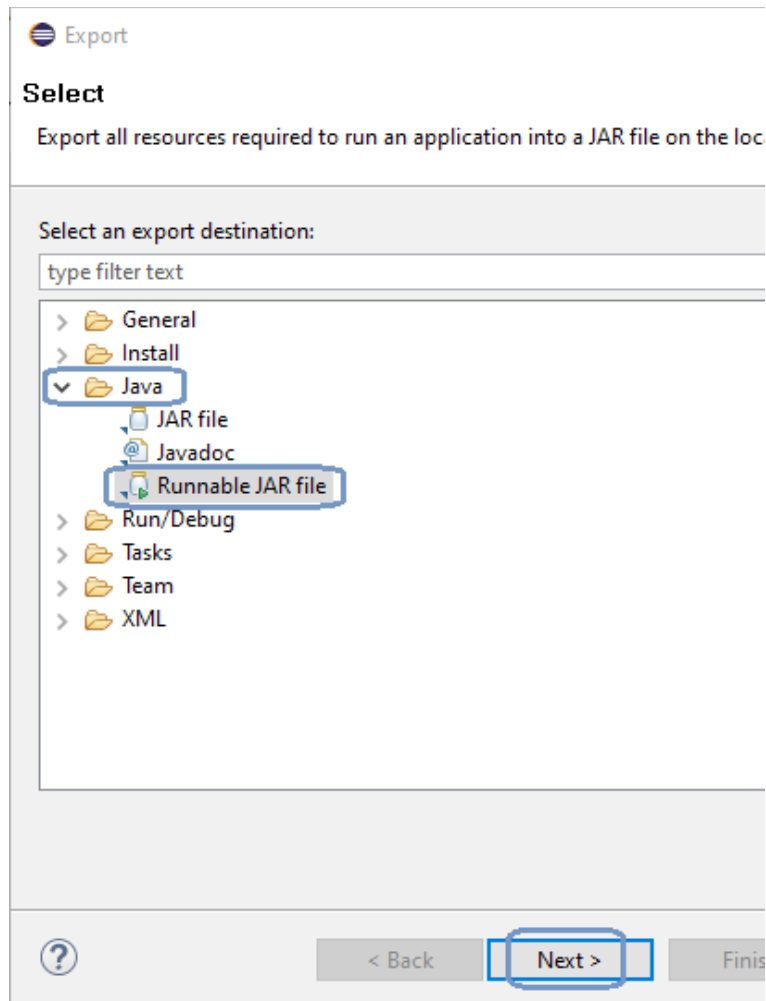 Export
Select
Export all resources required to run an application into a JAR file on the loc
Select an export destination:
type filter text
General
Install
Java
JAR file
Javadoc
Runnable JAR file
Run/Debug
Tasks
Team
XML
? < Back Next > Finis